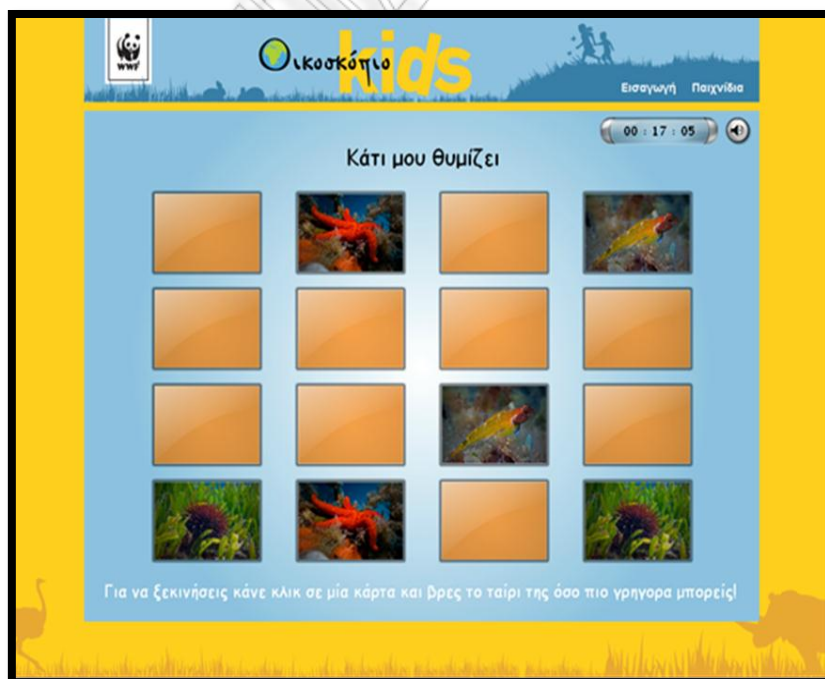 WWF
Οικοσκόπιο kids
Εισαγωγή Παιχνίδια
00 : 17 : 05
Κάτι μου θυμίζει
Για να ξεκινήσεις κάνε κλικ σε μία κάρτα και βρες το ταίρι της όσο πιο γρηγορα μπορείς!